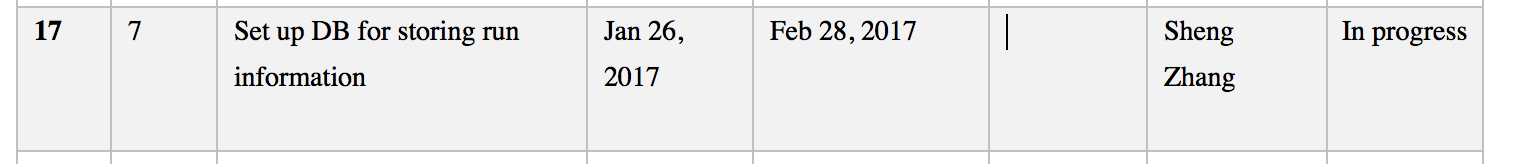 17 7 Set up DB for storing run Jan 26, Feb 28, 2017 Sheng In progress
information 2017 Zhang